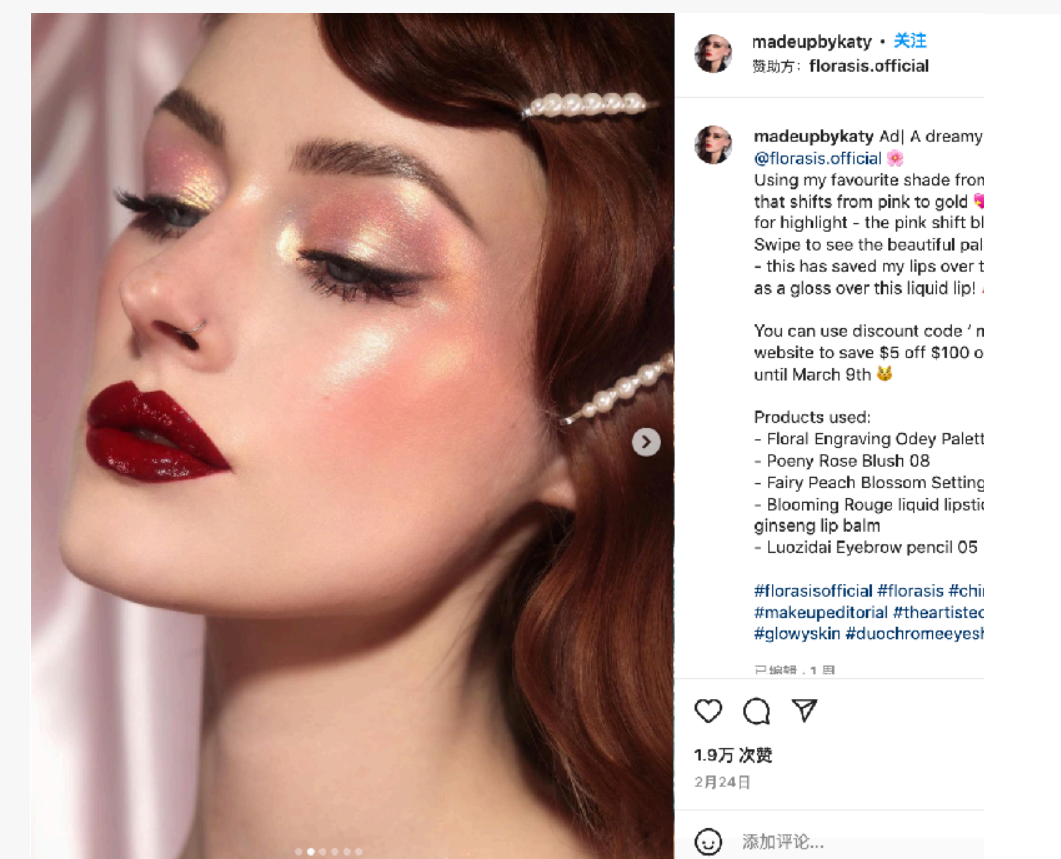 madeupbykaty • 关注
赞助方： florasis.official
madeupbykaty Ad| A dreamy
@florasis.official 🌸
Using my favourite shade from
that shifts from pink to gold 💝
for highlight - the pink shift
Swipe to see the beautiful
- this has saved my lips over
as a gloss over this liquid lip!
You can use discount code ‘
website to save $5 off $100
until March 9th 😼
Products used:
- Floral Engraving Odey Palett
- Poeny Rose Blush 08
- Fairy Peach Blossom Setting
- Blooming Rouge liquid lipstic
ginseng lip balm
- Luozidai Eyebrow pencil 05
#florasisofficial #florasis #chi
#makeupeditorial #theartisted
#glowyskin #duochromeeyesh
已编辑 · 1 周
1.9万 次赞
2月24日
添加评论...